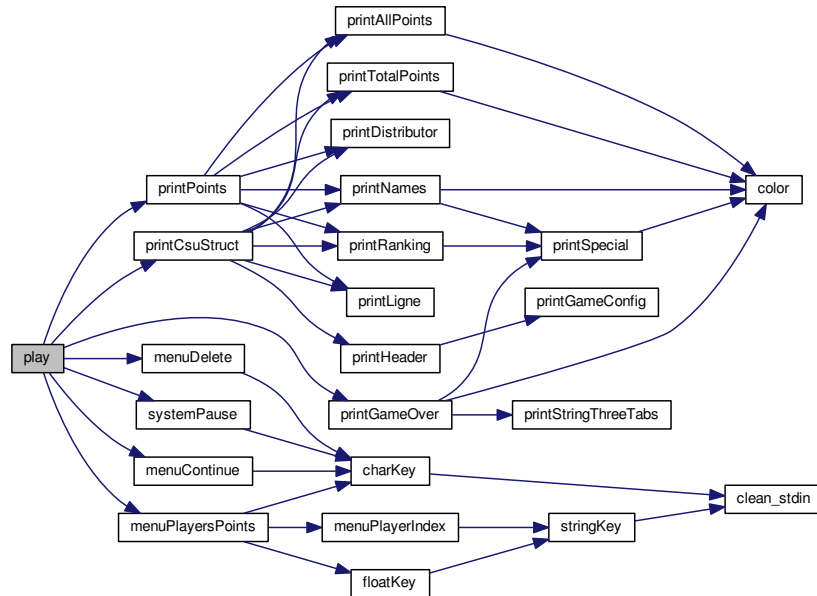 printAllPoints
printTotalPoints
printDistributor
printPoints
printNames
color
printCsuStruct
printRanking
printSpecial
printLigne
printGameConfig
play
menuDelete
printHeader
systemPause
printGameOver
printStringThreeTabs
menuContinue
charKey
clean_stdin
menuPlayersPoints
menuPlayerIndex
stringKey
floatKey